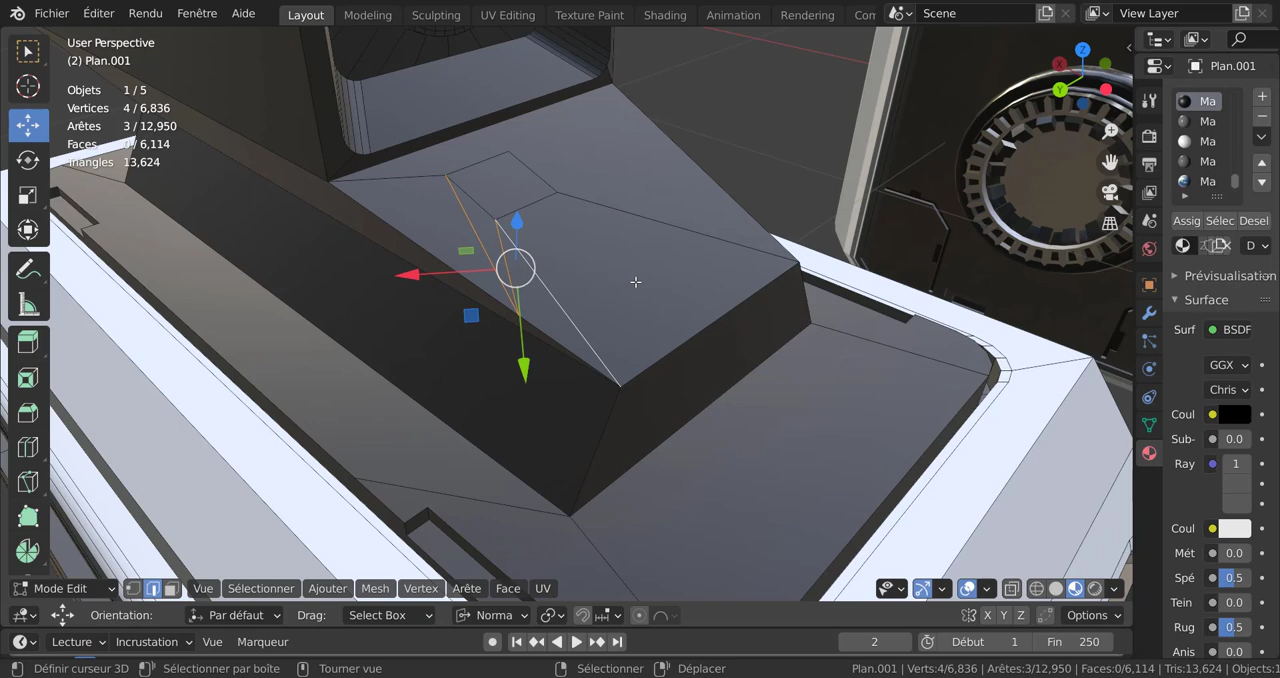 Fichier Éditer Rendu Fenêtre Aide Layout Modeling Sculpting UV Editing Texture Paint Shading Animation Rendering Scene View Layer
User Perspective
(2) Plan.001
Objets 1 / 5
Vertices 4 / 6,836
Arêtes 3 / 12,950
Faces / 6,114
Triangles 13,624
Z
X
Y
Plan.001
Ma
Ma
Ma
Ma
Ma
Assig Sélec Desel
D
Prévisualisation
Surface
Surf BSDF
GGX
Chris
Coul
Sub- 0.0
Ray 1
Coul
Mét 0.0
Spé 0.5
Tein 0.0
Rug 0.5
Anis 0.0
Mode Edit Vue Sélectionner Ajouter Mesh Vertex Arête Face UV
Orientation: Par défaut Drag: Select Box Norma X Y Z Options
Lecture Incrustation Vue Marqueur 2 Début 1 Fin 250
Définir curseur 3D Sélectionner par boîte Tourner vue Sélectionner Déplacer Plan.001 | Verts:4/6,836 | Arêtes:3/12,950 | Faces:0/6,114 | Tris:13,624 | Objects:1